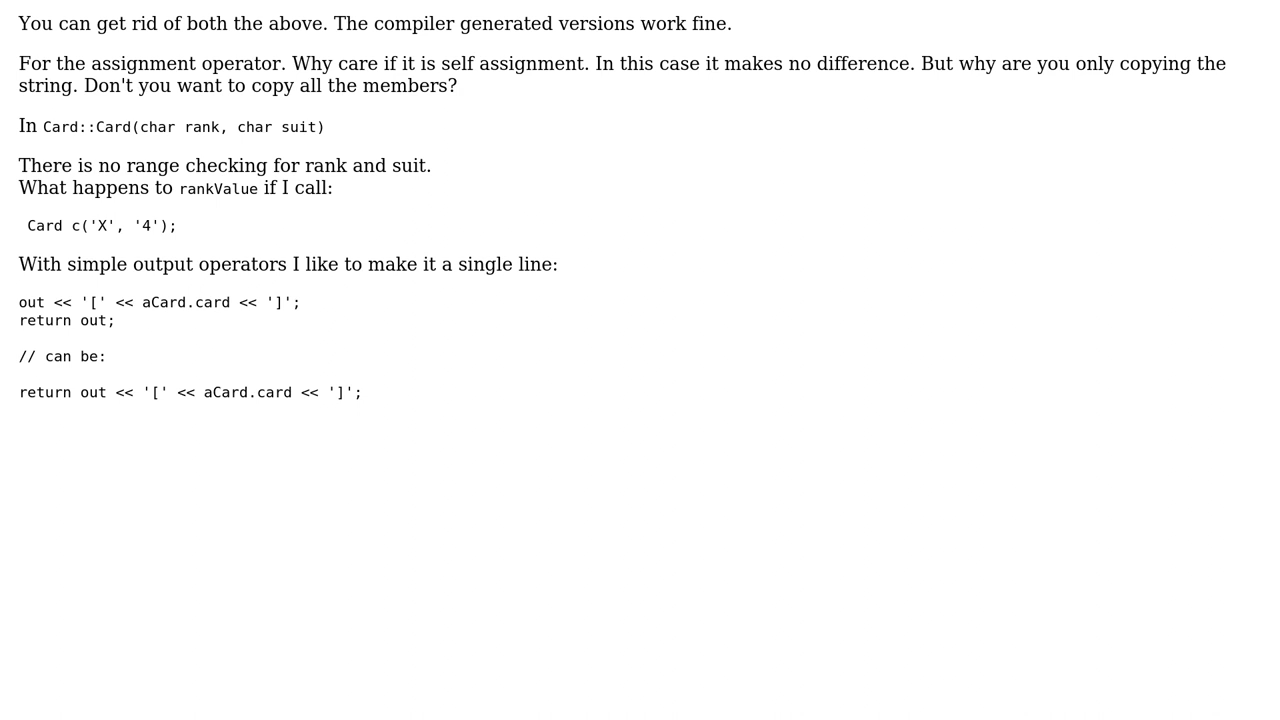 You can get rid of both the above. The compiler generated versions work fine.
For the assignment operator. Why care if it is self assignment. In this case it makes no difference. But why are you only copying the
string. Don't you want to copy all the members?
In Card::Card(char rank, char suit)
There is no range checking for rank and suit.
What happens to rankValue if I call:
Card c('X', '4');
With simple output operators I like to make it a single line:
out << '[' << aCard.card << ']';
return out;
// can be:
return out << '[' << aCard.card << ']';